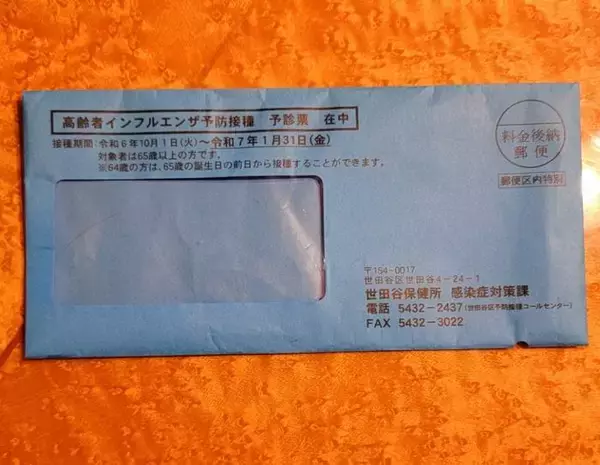 高齢者インフルエンザ予防接種 予診票 在中
接種期間：令和6年10月1日(火)～令和7年1月31日(金)
対象者は65歳以上の方です。
※64歳の方は、65歳の誕生日の前日から接種することができます。
料金後納
郵便
郵便区内特別
〒154-0017
世田谷区世田谷4-24-1
世田谷保健所 感染症対策課
電話 5432-2437(世田谷区予防接種コールセンター)
FAX 5432-3022